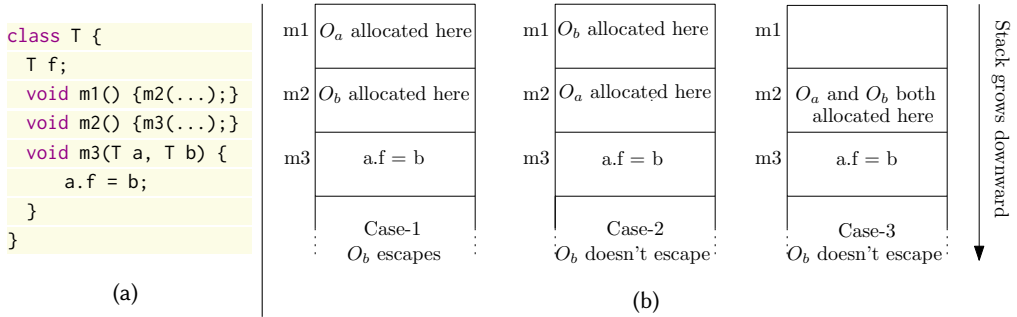 class T {
T f;
void m1() {m2(...);}
void m2() {m3(...);}
void m3(T a, T b) {
a.f = b;
}
}
(a)
m1 O_a allocated here
m2 O_b allocated here
m3 a.f = b
Case-1
O_b escapes
m1 O_b allocated here
m2 O_a allocated here
m3 a.f = b
Case-2
O_b doesn't escape
m1
m2 O_a and O_b both
allocated here
m3 a.f = b
Case-3
O_b doesn't escape
(b)
Stack grows downward